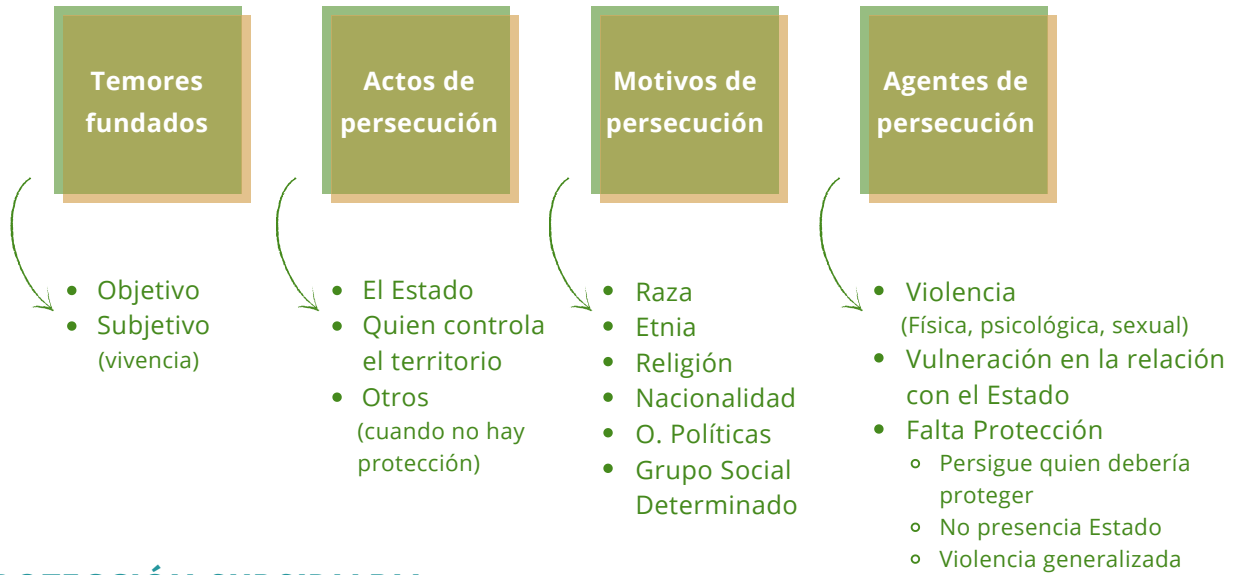 Temores
fundados
Objetivo
Subjetivo
(vivencia)
Actos de
persecución
El Estado
Quien controla
el territorio
Otros
(cuando no hay
protección)
Motivos de
persecución
Raza
Etnia
Religión
Nacionalidad
O. Políticas
Grupo Social
Determinado
Agentes de
persecución
Violencia
(Física, psicológica, sexual)
Vulneración en la relación
con el Estado
Falta Protección
Persigue quien debería
proteger
No presencia Estado
Violencia generalizada